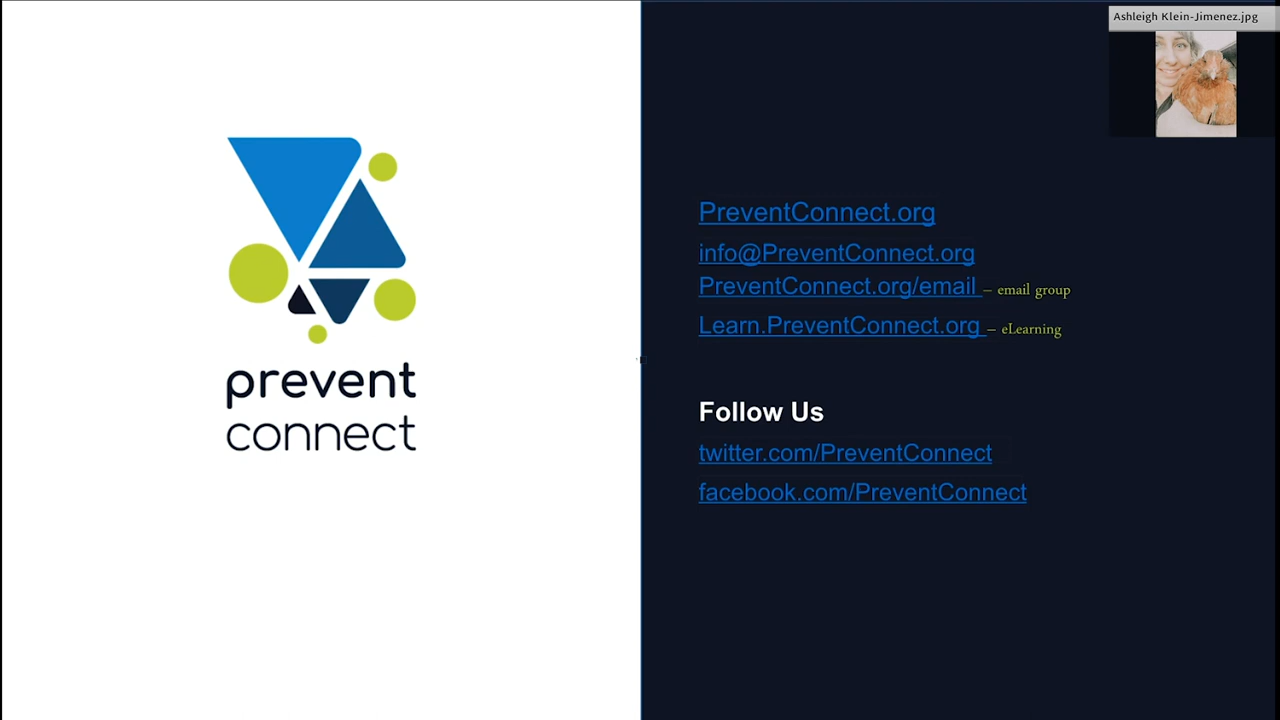 Ashleigh Klein-Jimenez.jpg
prevent
connect
PreventConnect.org
info@PreventConnect.org
PreventConnect.org/email – email group
Learn.PreventConnect.org – eLearning
Follow Us
twitter.com/PreventConnect
facebook.com/PreventConnect